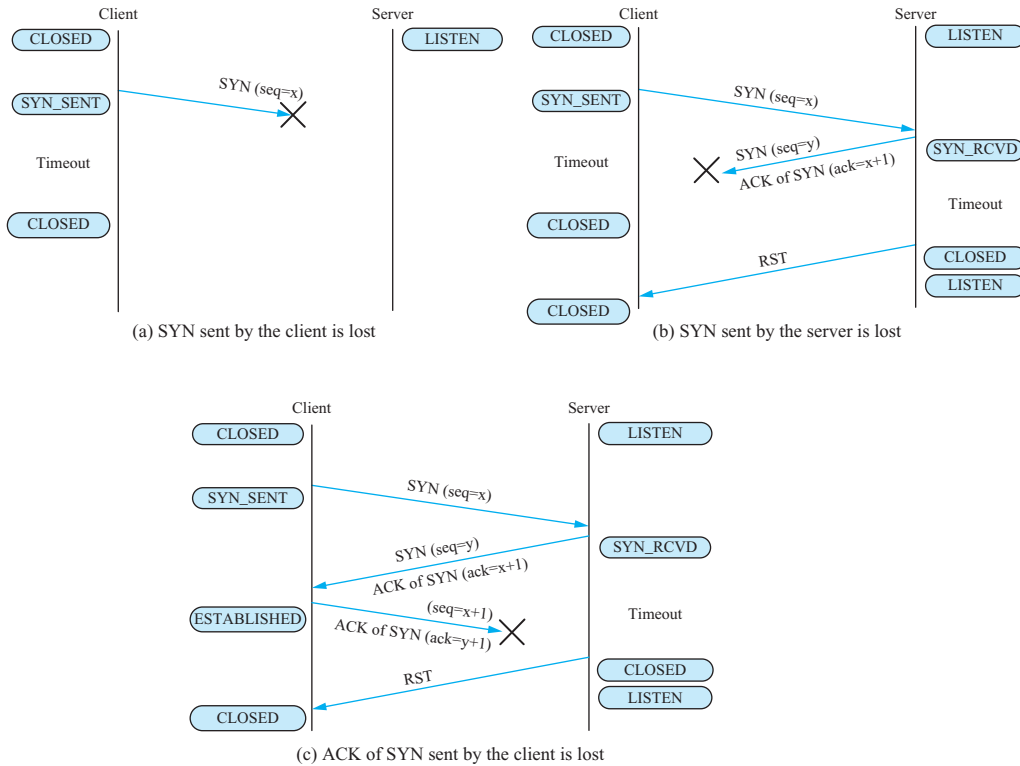 Client
Server
CLOSED
LISTEN
SYN (seq=x)
SYN_SENT
Timeout
CLOSED
(a) SYN sent by the client is lost
Client
Server
CLOSED
LISTEN
SYN (seq=x)
SYN_SENT
SYN (seq=y)
ACK of SYN (ack=x+1)
SYN_RCVD
Timeout
Timeout
CLOSED
RST
CLOSED
LISTEN
CLOSED
(b) SYN sent by the server is lost
Client
Server
CLOSED
LISTEN
SYN (seq=x)
SYN_SENT
SYN (seq=y)
ACK of SYN (ack=x+1)
SYN_RCVD
(seq=x+1)
ACK of SYN (ack=y+1)
ESTABLISHED
Timeout
RST
CLOSED
LISTEN
CLOSED
(c) ACK of SYN sent by the client is lost